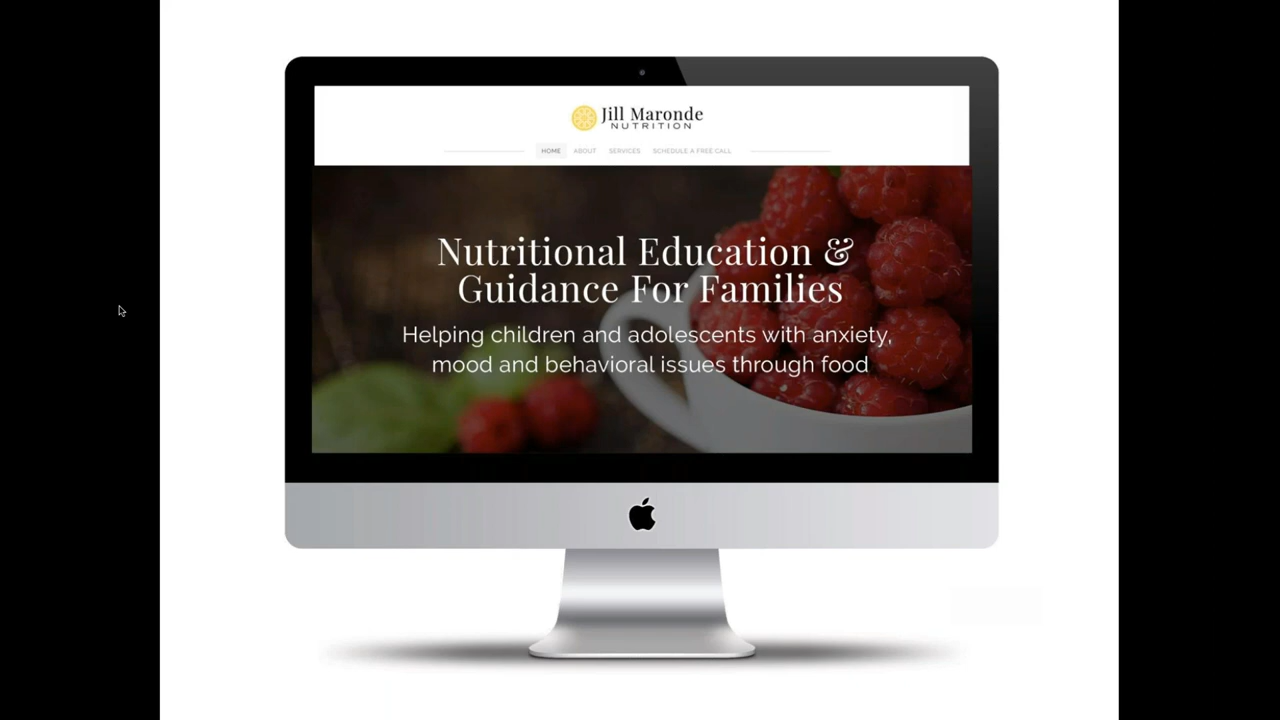 Jill Maronde
NUTRITION
HOME ABOUT SERVICES SCHEDULE A FREE CALL
Nutritional Education &
Guidance For Families
Helping children and adolescents with anxiety,
mood and behavioral issues through food